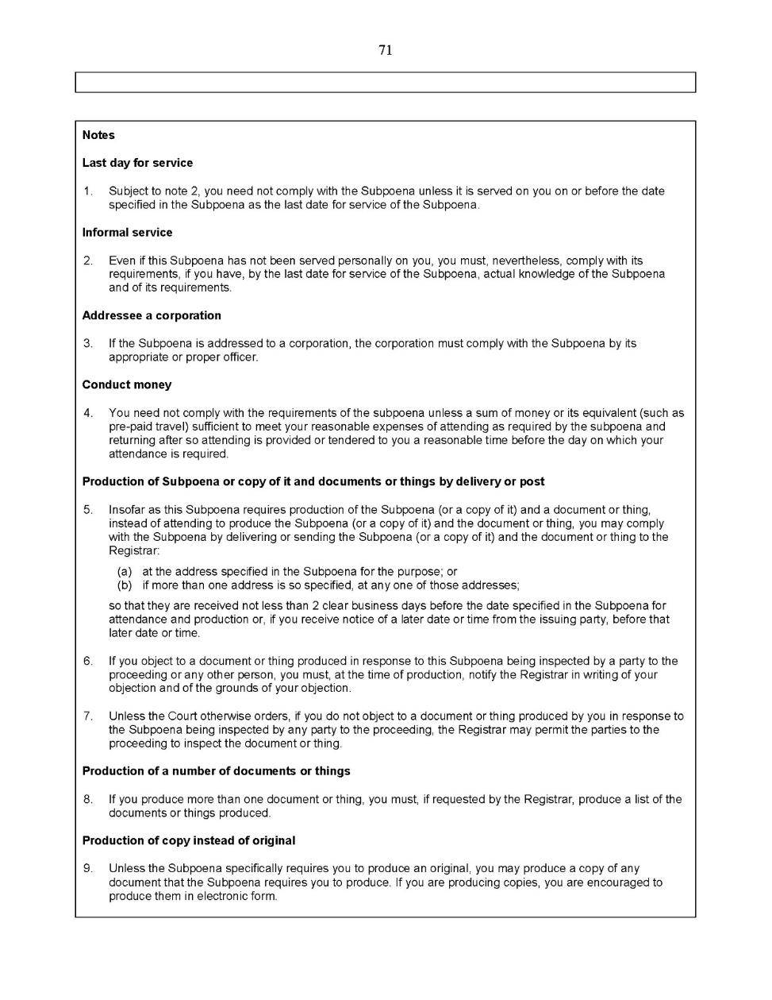 71
Notes
Last day for service
1. Subject to note 2, you need not comply with the Subpoena unless it is served on you on or before the date
specified in the Subpoena as the last date for service of the Subpoena.
Informal service
2. Even if this Subpoena has not been served personally on you, you must, nevertheless, comply with its
requirements, if you have, by the last date for service of the Subpoena, actual knowledge of the Subpoena
and of its requirements.
Addressee a corporation
3. If the Subpoena is addressed to a corporation, the corporation must comply with the Subpoena by its
appropriate or proper officer.
Conduct money
4. You need not comply with the requirements of the subpoena unless a sum of money or its equivalent (such as
pre-paid travel) sufficient to meet your reasonable expenses of attending as required by the subpoena and
returning after so attending is provided or tendered to you a reasonable time before the day on which your
attendance is required.
Production of Subpoena or copy of it and documents or things by delivery or post
5. Insofar as this Subpoena requires production of the Subpoena (or a copy of it) and a document or thing,
instead of attending to produce the Subpoena (or a copy of it) and the document or thing, you may comply
with the Subpoena by delivering or sending the Subpoena (or a copy of it) and the document or thing to the
Registrar:
(a) at the address specified in the Subpoena for the purpose; or
(b) if more than one address is so specified, at any one of those addresses;
so that they are received not less than 2 clear business days before the date specified in the Subpoena for
attendance and production or, if you receive notice of a later date or time from the issuing party, before that
later date or time.
6. If you object to a document or thing produced in response to this Subpoena being inspected by a party to the
proceeding or any other person, you must, at the time of production, notify the Registrar in writing of your
objection and of the grounds of your objection.
7. Unless the Court otherwise orders, if you do not object to a document or thing produced by you in response to
the Subpoena being inspected by any party to the proceeding, the Registrar may permit the parties to the
proceeding to inspect the document or thing.
Production of a number of documents or things
8. If you produce more than one document or thing, you must, if requested by the Registrar, produce a list of the
documents or things produced.
Production of copy instead of original
9. Unless the Subpoena specifically requires you to produce an original, you may produce a copy of any
document that the Subpoena requires you to produce. If you are producing copies, you are encouraged to
produce them in electronic form.